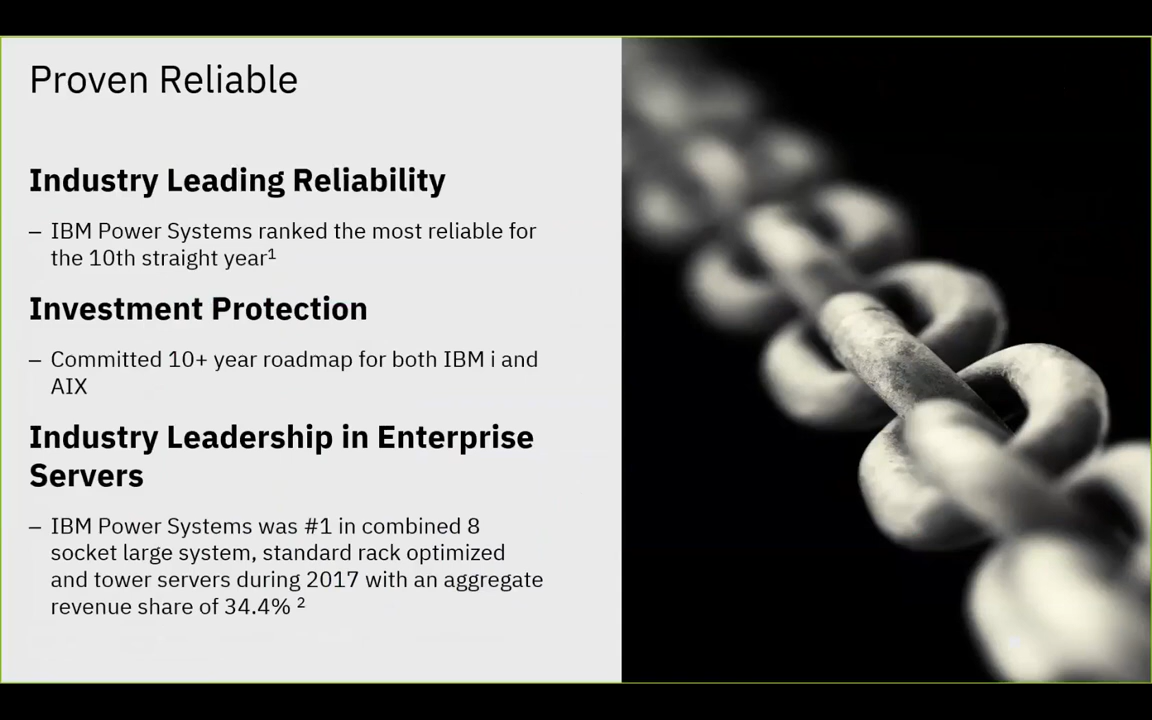 Proven Reliable
Industry Leading Reliability
– IBM Power Systems ranked the most reliable for
the 10th straight year¹
Investment Protection
– Committed 10+ year roadmap for both IBM i and
AIX
Industry Leadership in Enterprise
Servers
– IBM Power Systems was #1 in combined 8
socket large system, standard rack optimized
and tower servers during 2017 with an aggregate
revenue share of 34.4% ²